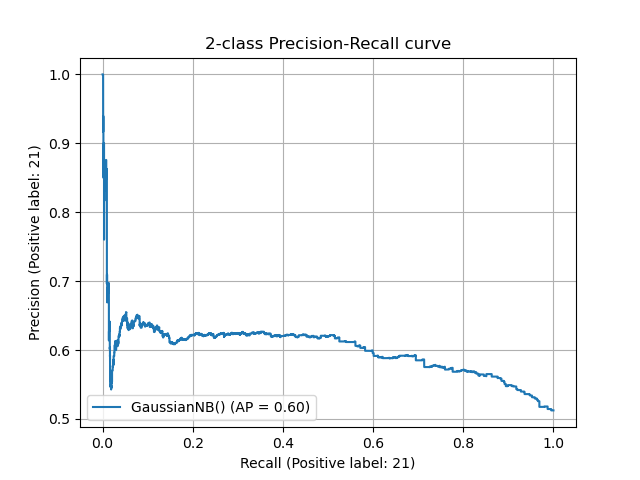 2-class Precision-Recall curve
1.0
0.9
0.8
0.7
0.6
0.5
Precision (Positive label: 21)
GaussianNB() (AP = 0.60)
0.0 0.2 0.4 0.6 0.8 1.0
Recall (Positive label: 21)